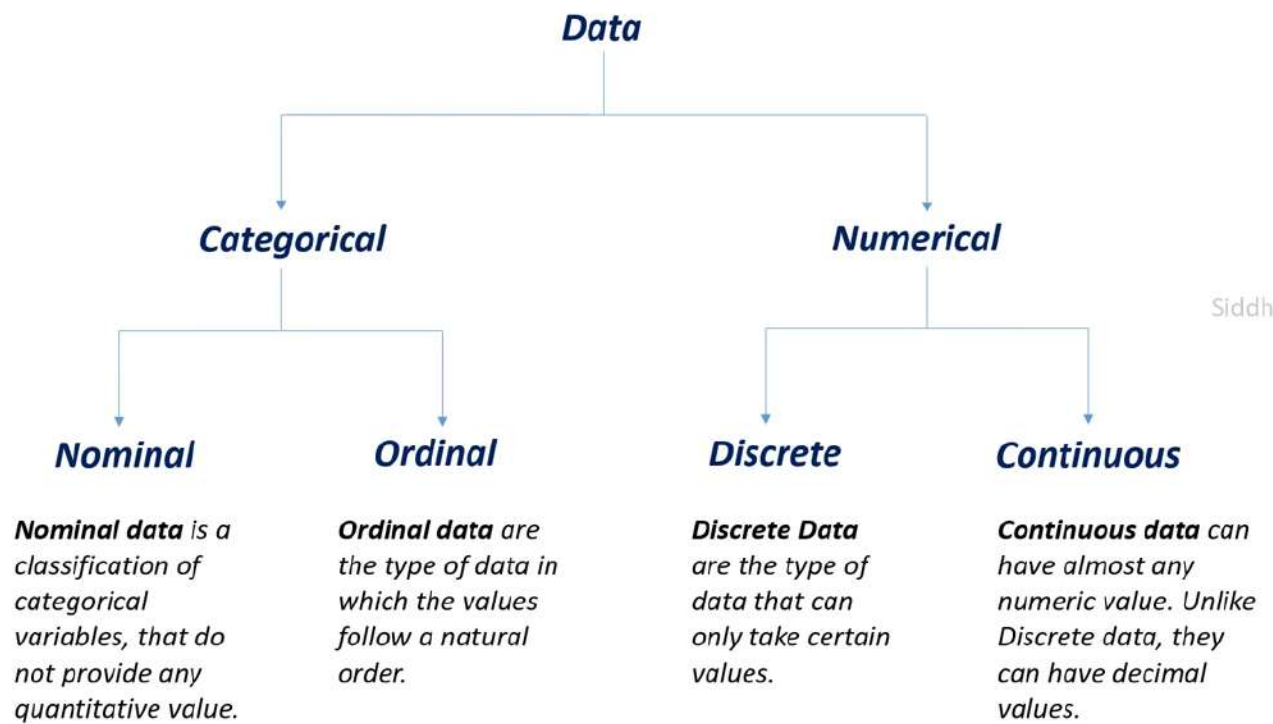 Data
Categorical
Numerical
Siddh
Nominal
Ordinal
Discrete
Continuous
Nominal data is a
classification of
categorical
variables, that do
not provide any
quantitative value.
Ordinal data are
the type of data in
which the values
follow a natural
order.
Discrete Data
are the type of
data that can
only take certain
values.
Continuous data can
have almost any
numeric value. Unlike
Discrete data, they
can have decimal
values.